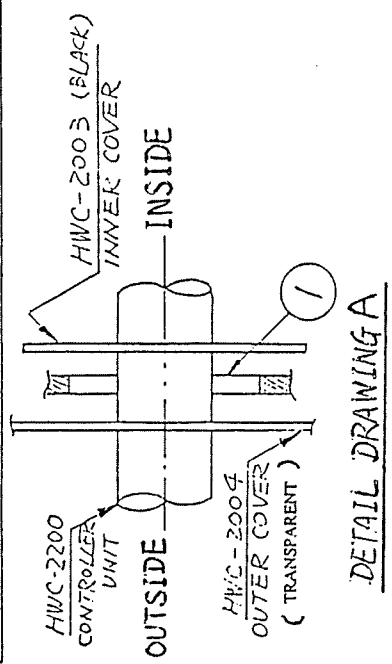 HWC-2003 (BLACK)
INNER COVER
INSIDE
1
HWC-2200
CONTROLLER
UNIT
OUTSIDE
HWC-2004
OUTER COVER
( TRANSPARENT )
DETAIL DRAWING A